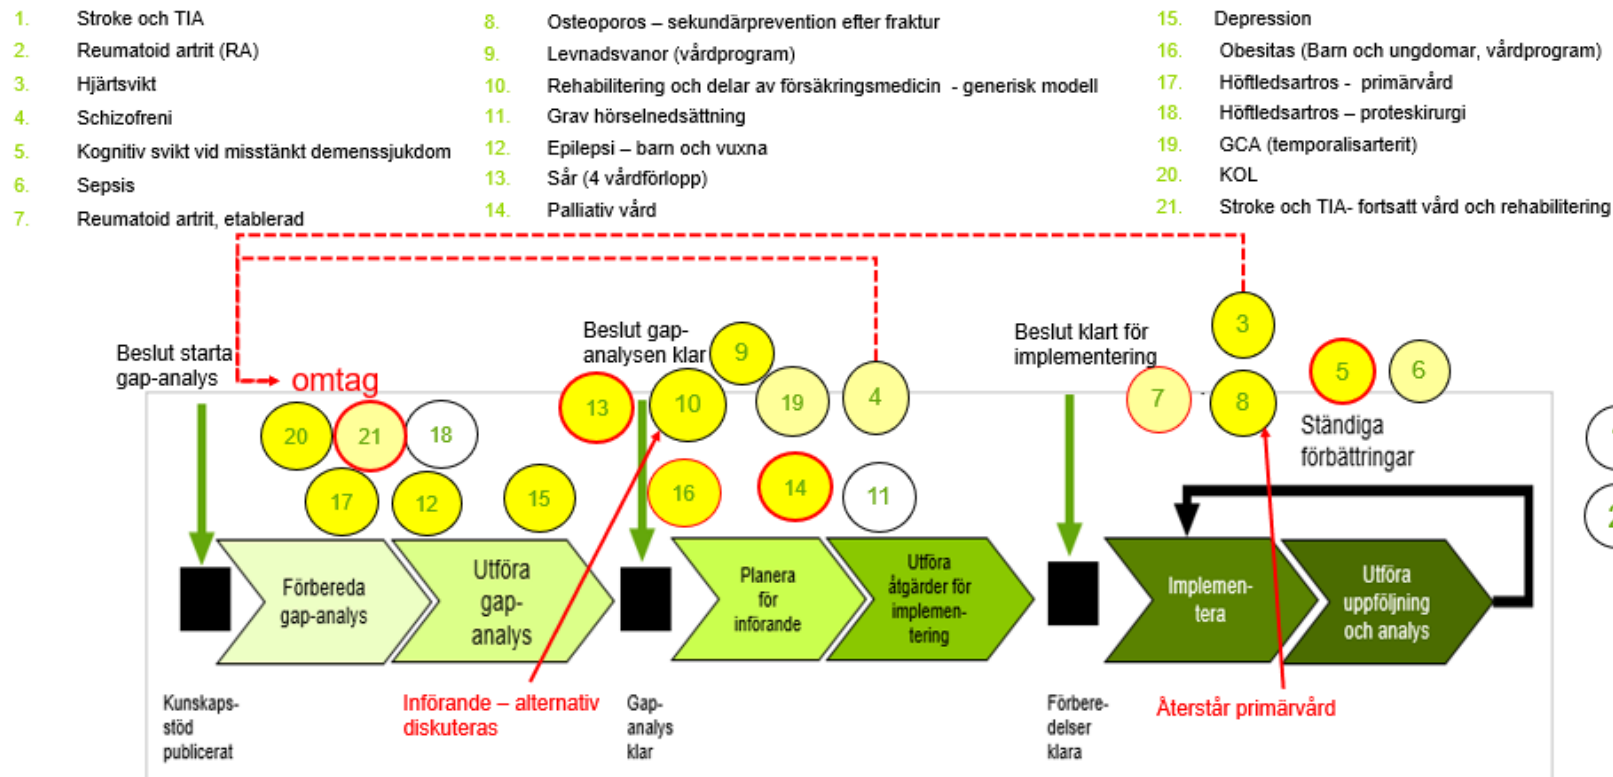 1. Stroke och TIA
2. Reumatoid artrit (RA)
3. Hjärtsvikt
4. Schizofreni
5. Kognitiv svikt vid misstänkt demenssjukdom
6. Sepsis
7. Reumatoid artrit, etablerad
8. Osteoporos – sekundärprevention efter fraktur
9. Levnadsvanor (vårdprogram)
10. Rehabilitering och delar av försäkringsmedicin - generisk modell
11. Grav hörselnedsättning
12. Epilepsi – barn och vuxna
13. Sår (4 vårdförlopp)
14. Palliativ vård
15. Depression
16. Obesitas (Barn och ungdomar, vårdprogram)
17. Höftledsartros - primärvård
18. Höftledsartros – proteskirurgi
19. GCA (temporalisarterit)
20. KOL
21. Stroke och TIA- fortsatt vård och rehabilitering
Beslut starta
gap-analys
omtag
Beslut gap-
analysen klar
Beslut klart för
implementering
20
21
18
17
12
15
13
10
9
19
4
16
14
11
7
3
8
5
6
Ständiga
förbättringar
Förbereda
gap-analys
Utföra
gap-
analys
Planera
för
införande
Utföra
åtgärder för
implemen-
tering
Implemen-
tera
Utföra
uppföljning
och analys
Kunskaps-
stöd
publicerat
Införande – alternativ
diskuteras
Gap-
analys
klar
Förbere-
delser
klara
Återstår primärvård